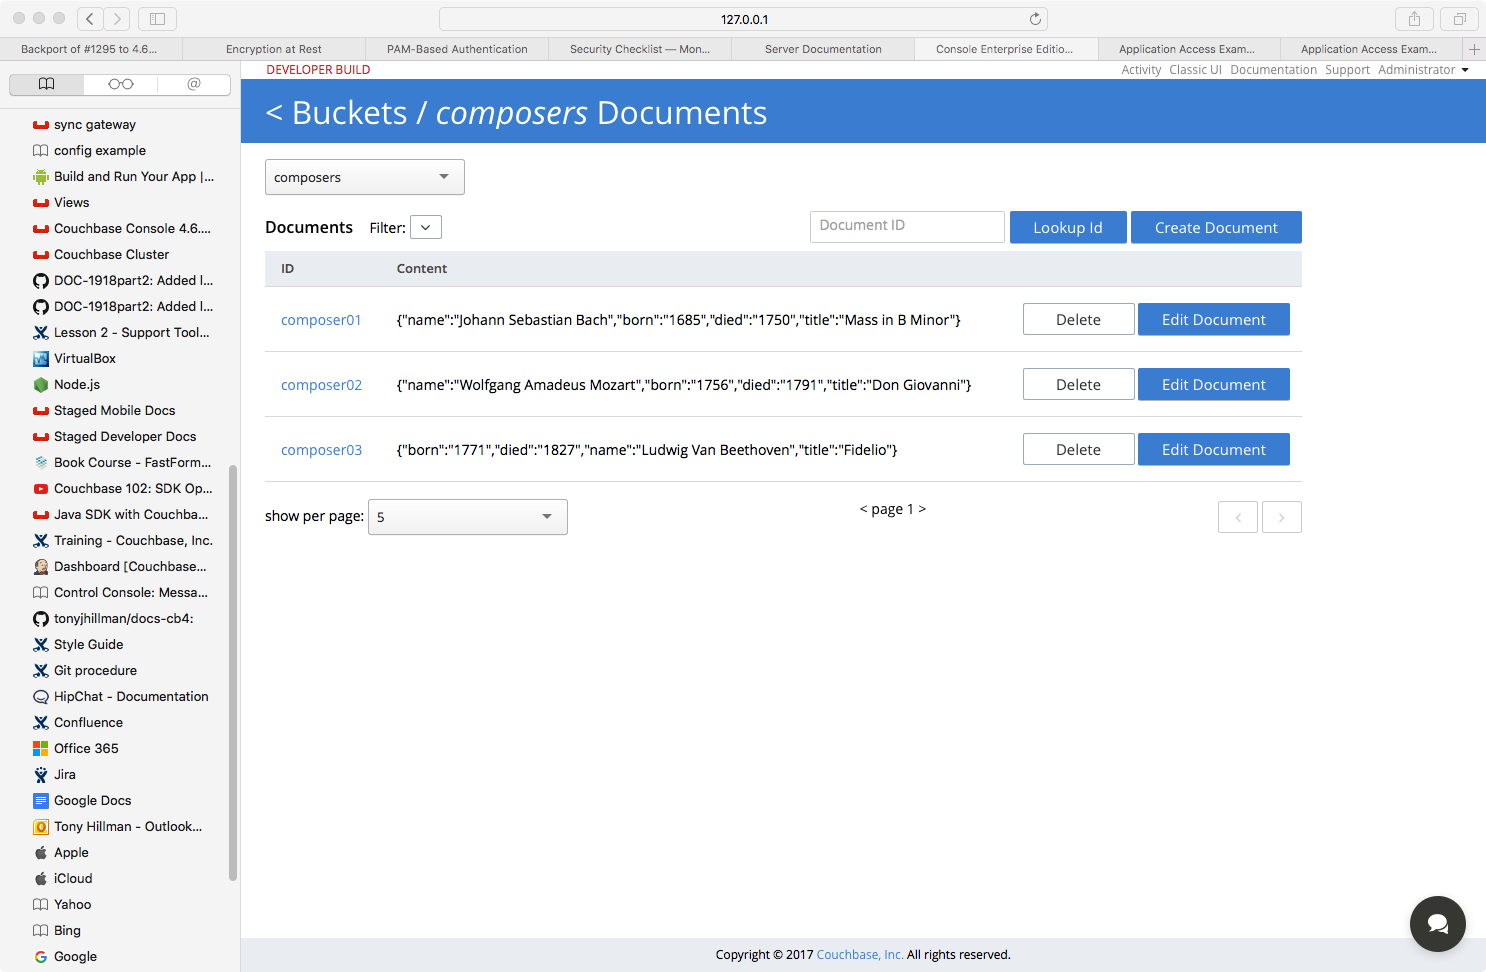 127.0.0.1
Backport of #1295 to 4.6...
Encryption at Rest
PAM-Based Authentication
Security Checklist — Mon...
Server Documentation
Console Enterprise Editio...
Application Access Exam...
Application Access Exam...
@
sync gateway
config example
Build and Run Your App |...
Views
Couchbase Console 4.6....
Couchbase Cluster
DOC-1918part2: Added l...
DOC-1918part2: Added l...
Lesson 2 - Support Tool...
VirtualBox
Node.js
Staged Mobile Docs
Staged Developer Docs
Book Course - FastForm...
Couchbase 102: SDK Op...
Java SDK with Couchba...
Training - Couchbase, Inc.
Dashboard [Couchbase...
Control Console: Messa...
tonyjhillman/docs-cb4:
Style Guide
Git procedure
HipChat - Documentation
Confluence
Office 365
Jira
Google Docs
Tony Hillman - Outlook...
Apple
iCloud
Yahoo
Bing
Google
DEVELOPER BUILD
Activity Classic UI Documentation Support Administrator
< Buckets / composers Documents
composers
Documents Filter:
Document ID
Lookup Id
Create Document
ID Content
composer01 {"name":"Johann Sebastian Bach","born":"1685","died":"1750","title":"Mass in B Minor"} Delete Edit Document
composer02 {"name":"Wolfgang Amadeus Mozart","born":"1756","died":"1791","title":"Don Giovanni"} Delete Edit Document
composer03 {"born":"1771","died":"1827","name":"Ludwig Van Beethoven","title":"Fidelio"} Delete Edit Document
show per page: 5
< page 1 >
< >
Copyright © 2017 Couchbase, Inc. All rights reserved.